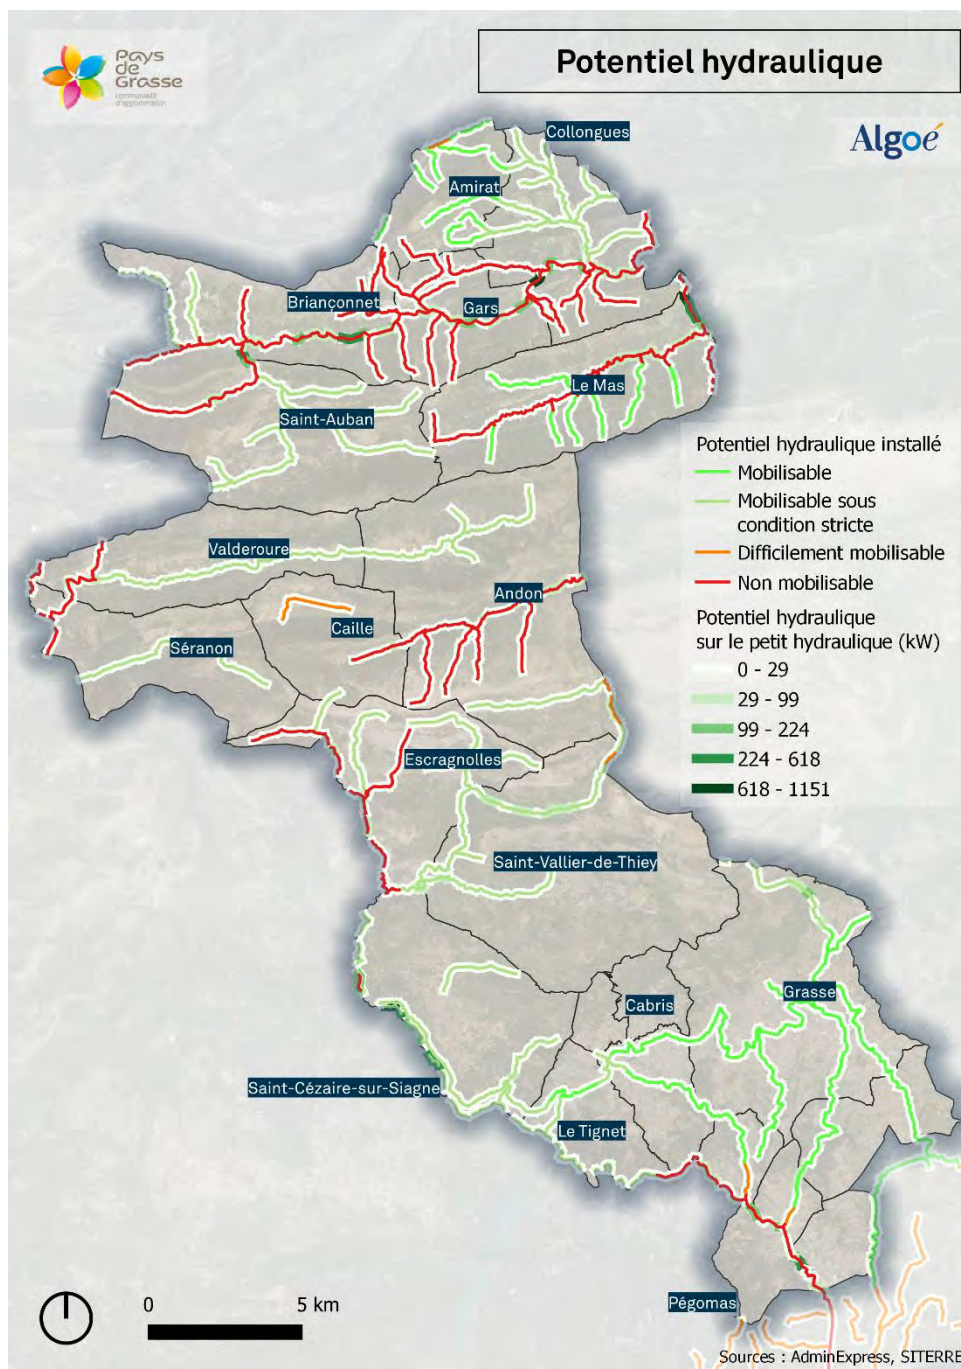 Pays
de
Grasse
communauté
d'agglomération
Potentiel hydraulique
Algoé
Collongues
Amirat
Briançonnet
Gars
Le Mas
Saint-Auban
Potentiel hydraulique installé
Mobilisable
Mobilisable sous
condition stricte
Difficilement mobilisable
Non mobilisable
Potentiel hydraulique
sur le petit hydraulique (kW)
0 - 29
29 - 99
99 - 224
224 - 618
618 - 1151
Valderoure
Andon
Caille
Séranon
Escragnolles
Saint-Vallier-de-Thiey
Grasse
Cabris
Saint-Cézaire-sur-Siagne
Le Tignet
Pégomas
0 5 km
Sources : AdminExpress, SITERRE